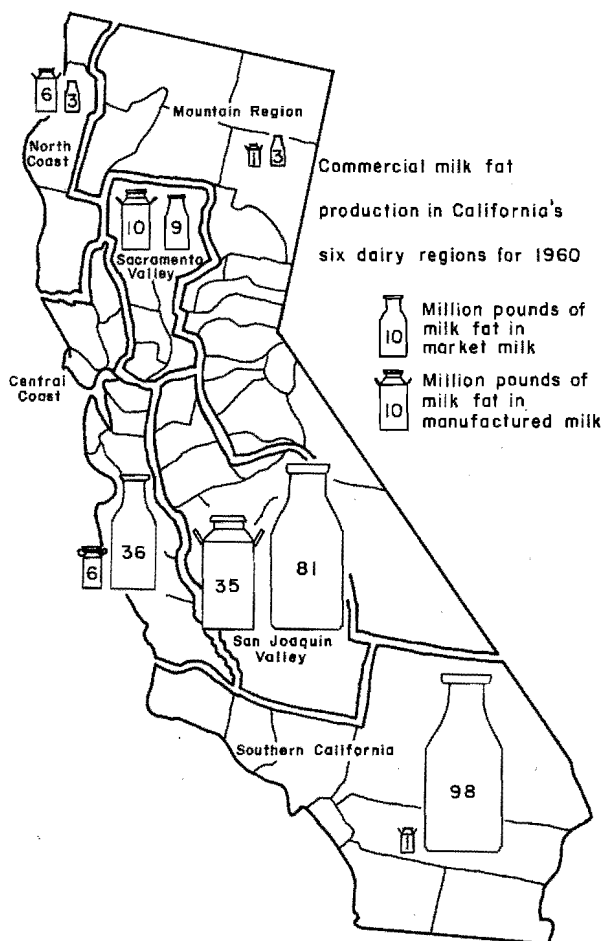 6
3
Mountain Region
North
Coast
1
3
Commercial milk fat
production in California's
six dairy regions for 1960
10
9
Sacramento
Valley
10
Million pounds of
milk fat in
market milk
10
Million pounds of
milk fat in
manufactured milk
Central
Coast
36
6
35
81
San Joaquin
Valley
Southern California
98
1